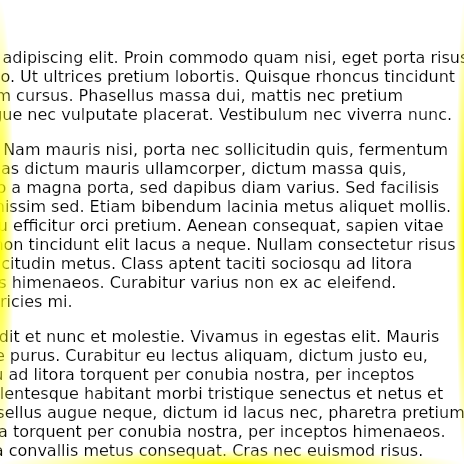 adipiscing elit. Proin commodo quam nisi, eget porta risus
o. Ut ultrices pretium lobortis. Quisque rhoncus tincidunt
m cursus. Phasellus massa dui, mattis nec pretium
ue nec vulputate placerat. Vestibulum nec viverra nunc.
Nam mauris nisi, porta nec sollicitudin quis, fermentum
as dictum mauris ullamcorper, dictum massa quis,
a magna porta, sed dapibus diam varius. Sed facilisis
nissim sed. Etiam bibendum lacinia metus aliquet mollis.
u efficitur orci pretium. Aenean consequat, sapien vitae
non tincidunt elit lacus a neque. Nullam consectetur risus
citudin metus. Class aptent taciti sociosqu ad litora
s himenaeos. Curabitur varius non ex ac eleifend.
ricies mi.
dit et nunc et molestie. Vivamus in egestas elit. Mauris
e purus. Curabitur eu lectus aliquam, dictum justo eu,
ad litora torquent per conubia nostra, per inceptos
lentesque habitant morbi tristique senectus et netus et
sellus augue neque, dictum id lacus nec, pharetra pretium
a torquent per conubia nostra, per inceptos himenaeos.
convallis metus consequat. Cras nec euismod risus.